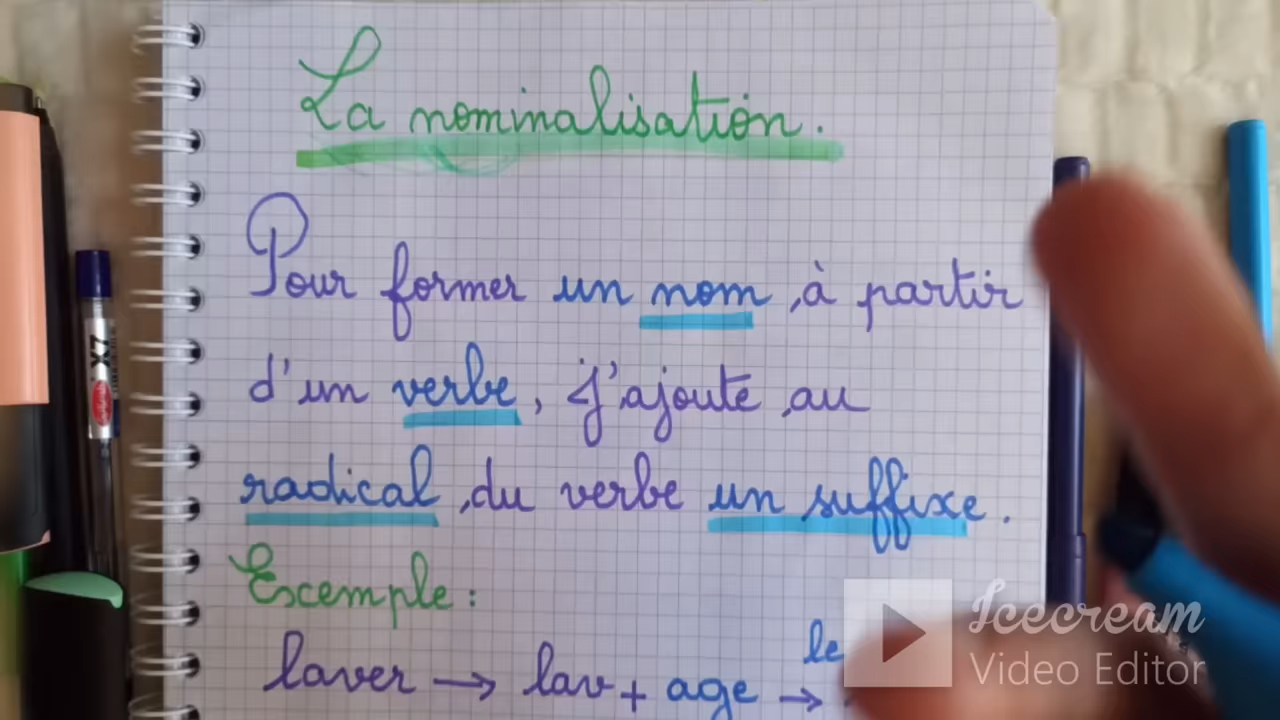 La nominalisation.
Pour former un nom à partir
d'un verbe, j'ajoute au
radical du verbe un suffixe.
Exemple :
laver → lav + age → le
Icecream
Video Editor